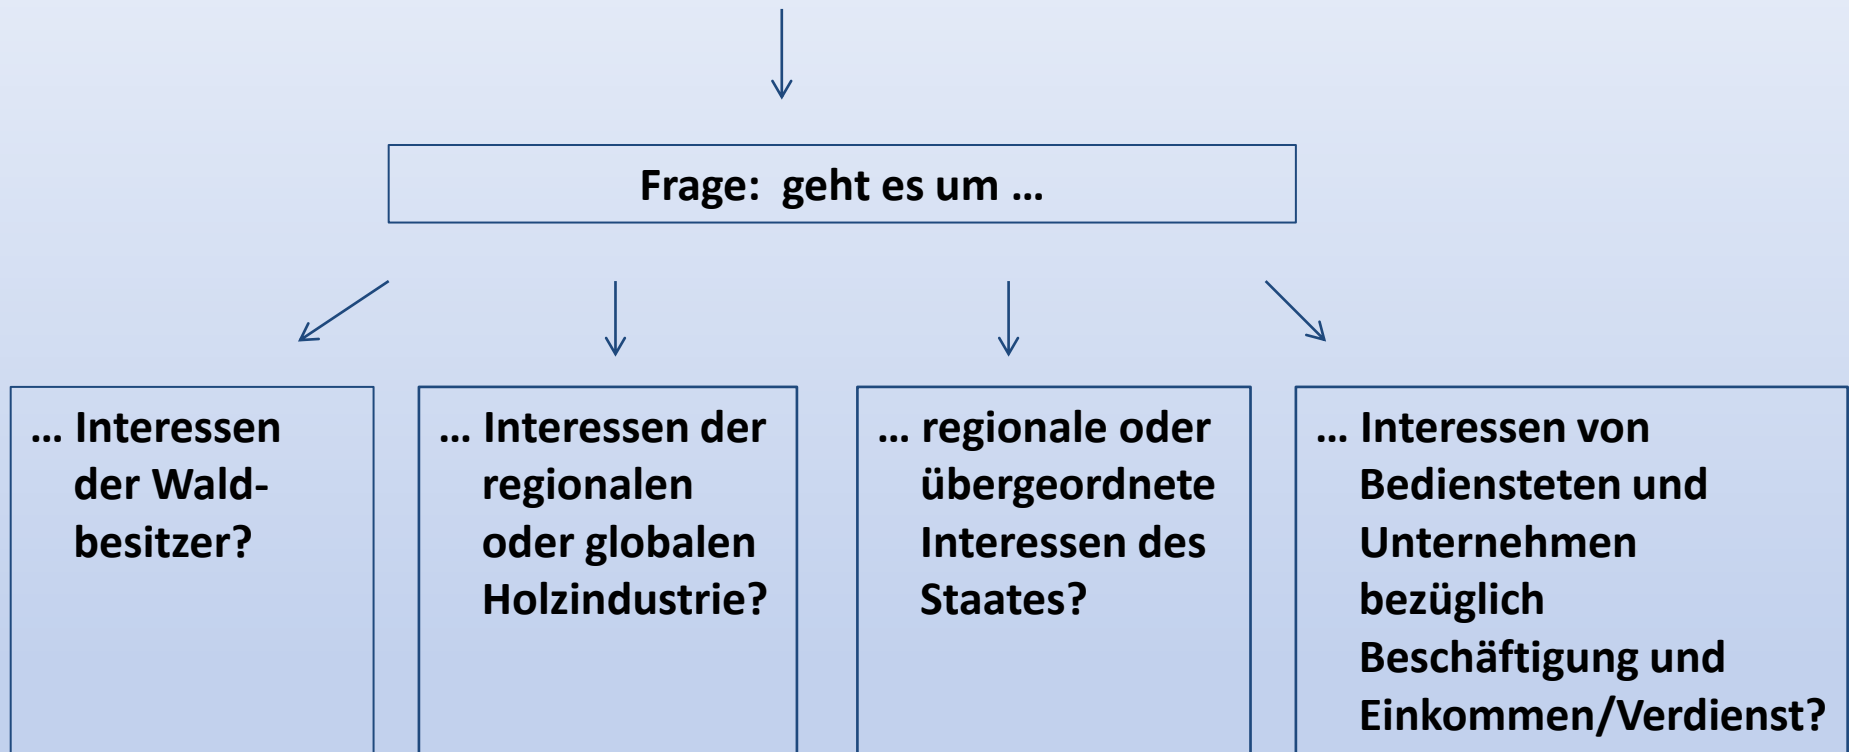 Frage:  geht es um …
… Interessen
der Wald-
besitzer?
… Interessen der
regionalen
oder globalen
Holzindustrie?
… regionale oder
übergeordnete
Interessen des
Staates?
… Interessen von
Bediensteten und
Unternehmen
bezüglich
Beschäftigung und
Einkommen/Verdienst?